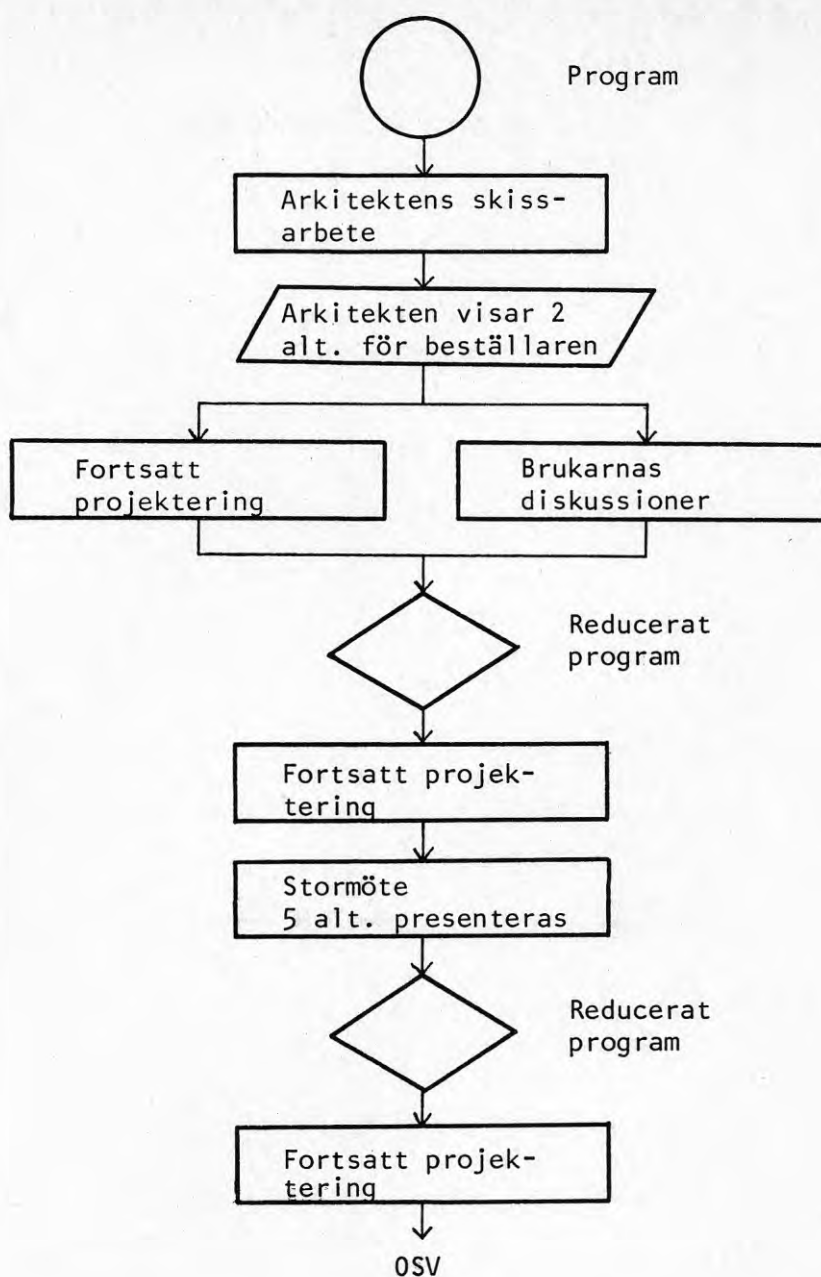 Program
Arkitektens skiss-
arbete
Arkitekten visar 2
alt. för beställaren
Fortsatt
projektering
Brukarnas
diskussioner
Reducerat
program
Fortsatt projek-
tering
Stormöte
5 alt. presenteras
Reducerat
program
Fortsatt projek-
tering
OSV